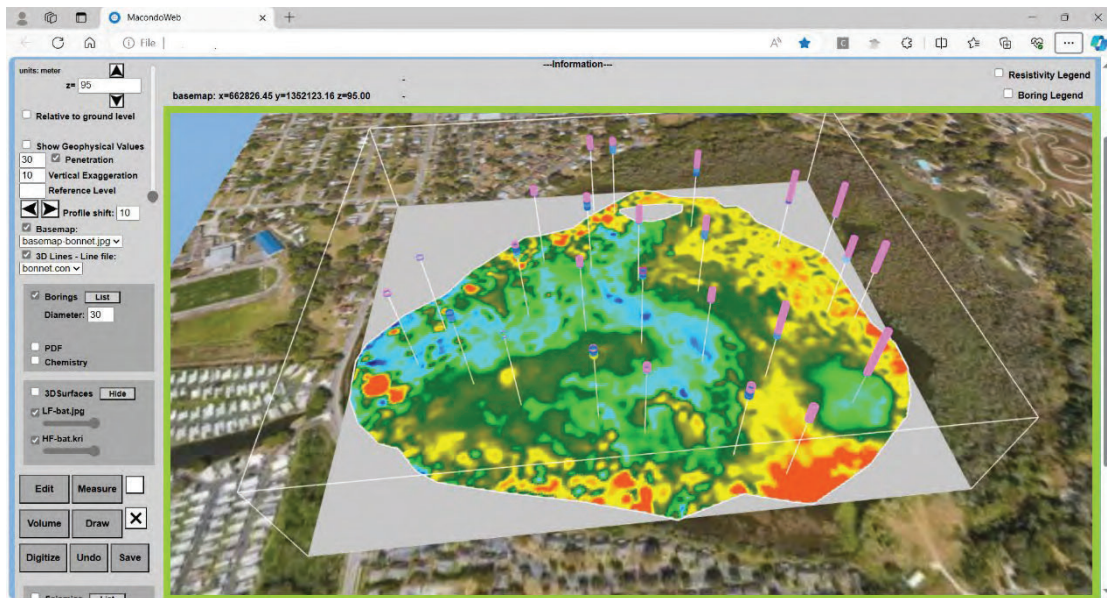 MacondoWeb
File
---Information---
units: meter
z= 95
Relative to ground level
Show Geophysical Values
30 Penetration
10 Vertical Exaggeration
Reference Level
Profile shift: 10
Basemap:
basemap-bonnet.jpg
3D Lines - Line file:
bonnet.con
Borings List
Diameter: 30
PDF
Chemistry
3DSurfaces Hide
LF-bat.jpg
HF-bat.kri
Edit Measure
Volume Draw
Digitize Undo Save
basemap: x=662826.45 y=1352123.16 z=95.00
Resistivity Legend
Boring Legend